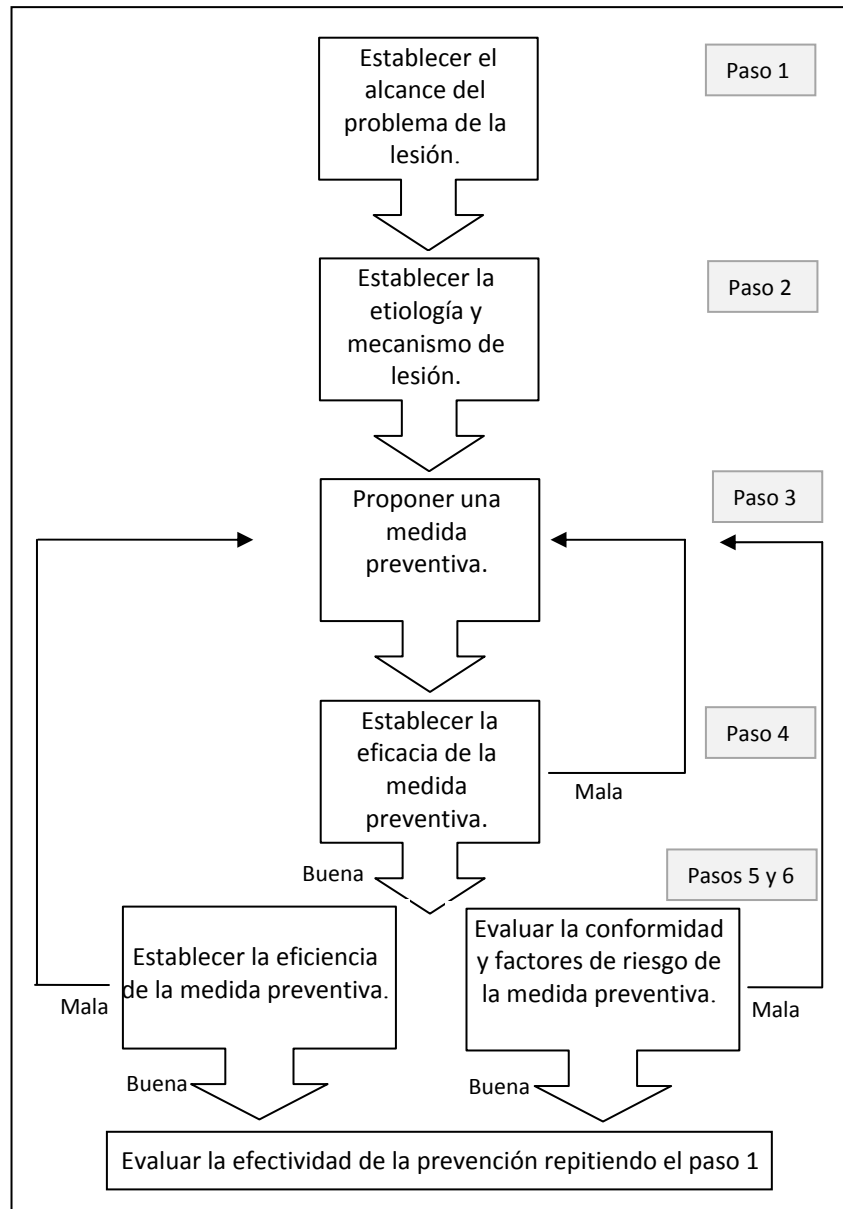 Establecer el
alcance del
problema de la
lesión.
Paso 1
Establecer la
etiología y
mecanismo de
lesión.
Paso 2
Proponer una
medida
preventiva.
Paso 3
Establecer la
eficacia de la
medida
preventiva.
Paso 4
Mala
Buena
Pasos 5 y 6
Establecer la eficiencia
de la medida preventiva.
Mala
Buena
Evaluar la conformidad
y factores de riesgo de
la medida preventiva.
Mala
Buena
Evaluar la efectividad de la prevención repitiendo el paso 1